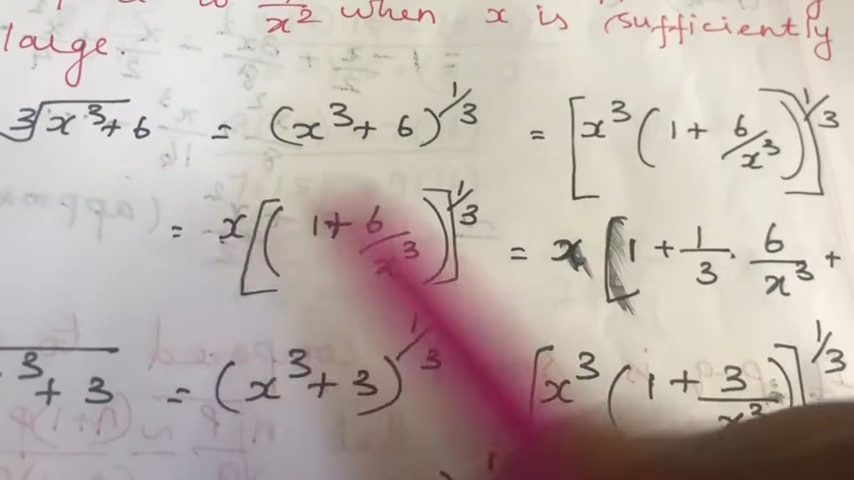 1/x² when x is sufficiently
large.
∛(x³+6) = (x³+6)^1/3 = [x³(1+6/x³)]^1/3
= x[(1+6/x³)]^1/3 = x[1+1/3·6/x³+
³+3 = (x³+3)^1/3 [x³(1+3/x³)]^1/3